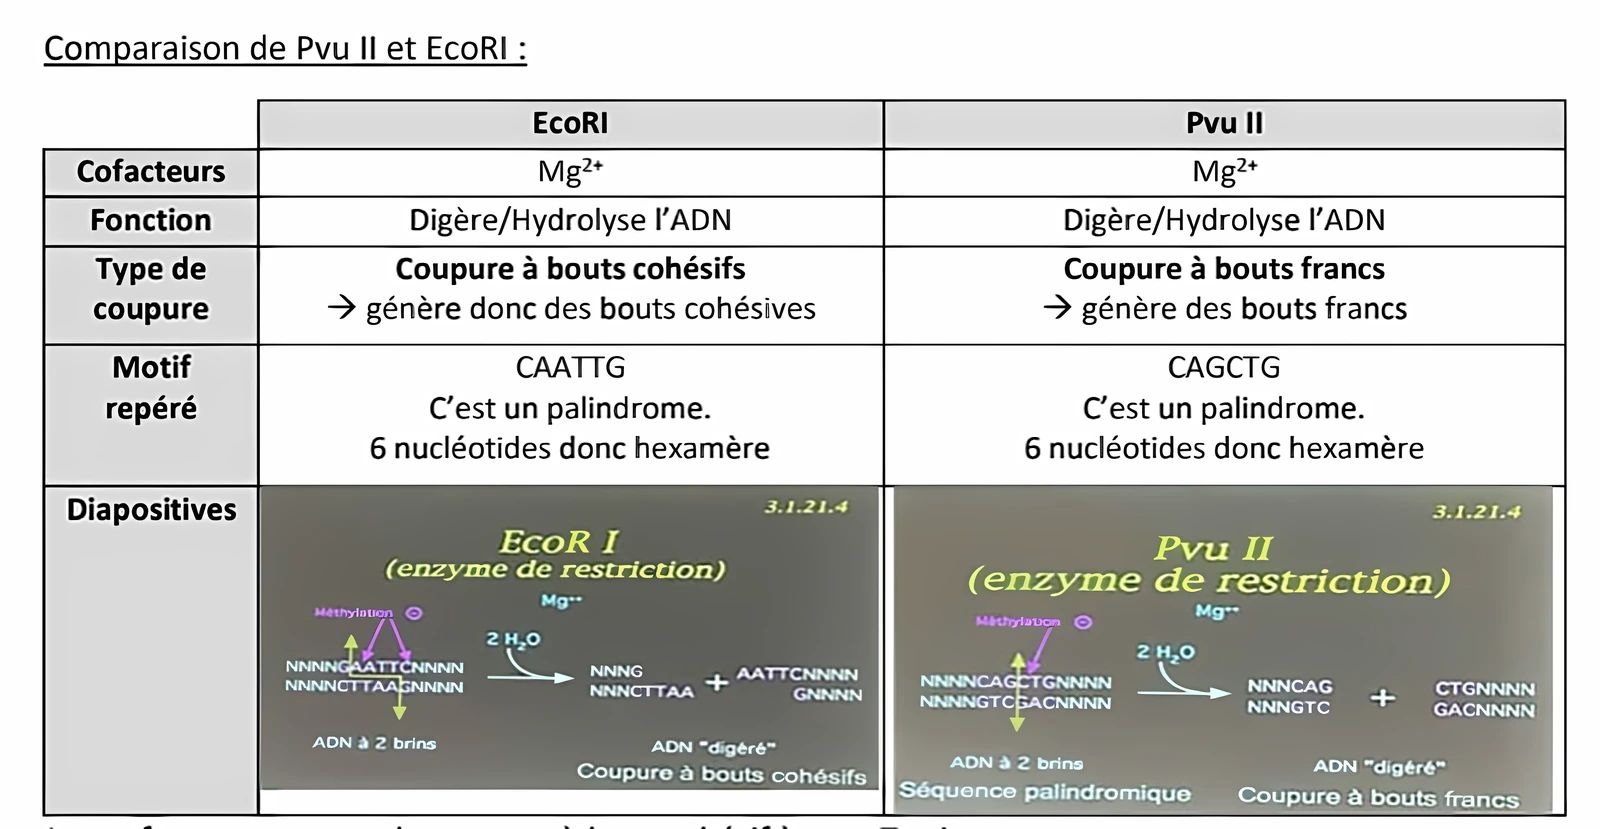 Comparaison de Pvu II et EcoRI :
EcoRI
Pvu II
Cofacteurs
Mg²⁺
Mg²⁺
Fonction
Digère/Hydrolyse l’ADN
Digère/Hydrolyse l’ADN
Type de
coupure
Coupure à bouts cohésifs
→ génère donc des bouts cohésives
Coupure à bouts francs
→ génère des bouts francs
Motif
repéré
CAATTG
C’est un palindrome.
6 nucléotides donc hexamère
CAGCTG
C’est un palindrome.
6 nucléotides donc hexamère
Diapositives
3.1.21.4
EcoR I
(enzyme de restriction)
Mg⁺⁺
Méthylation ⊖
2 H₂O
NNNNGAATTCNNNN
NNNNCTTAAGNNNN
NNNG
NNNCTTAA
+
AATTCNNNN
GNNNN
ADN à 2 brins
ADN "digéré"
Coupure à bouts cohésifs
3.1.21.4
Pvu II
(enzyme de restriction)
Mg⁺⁺
Méthylation ⊖
2 H₂O
NNNNCAGCTGNNNN
NNNNGTCGACNNNN
NNNCAG
NNNGTC
+
CTGNNNN
GACNNNN
ADN à 2 brins
ADN "digéré"
Séquence palindromique
Coupure à bouts francs